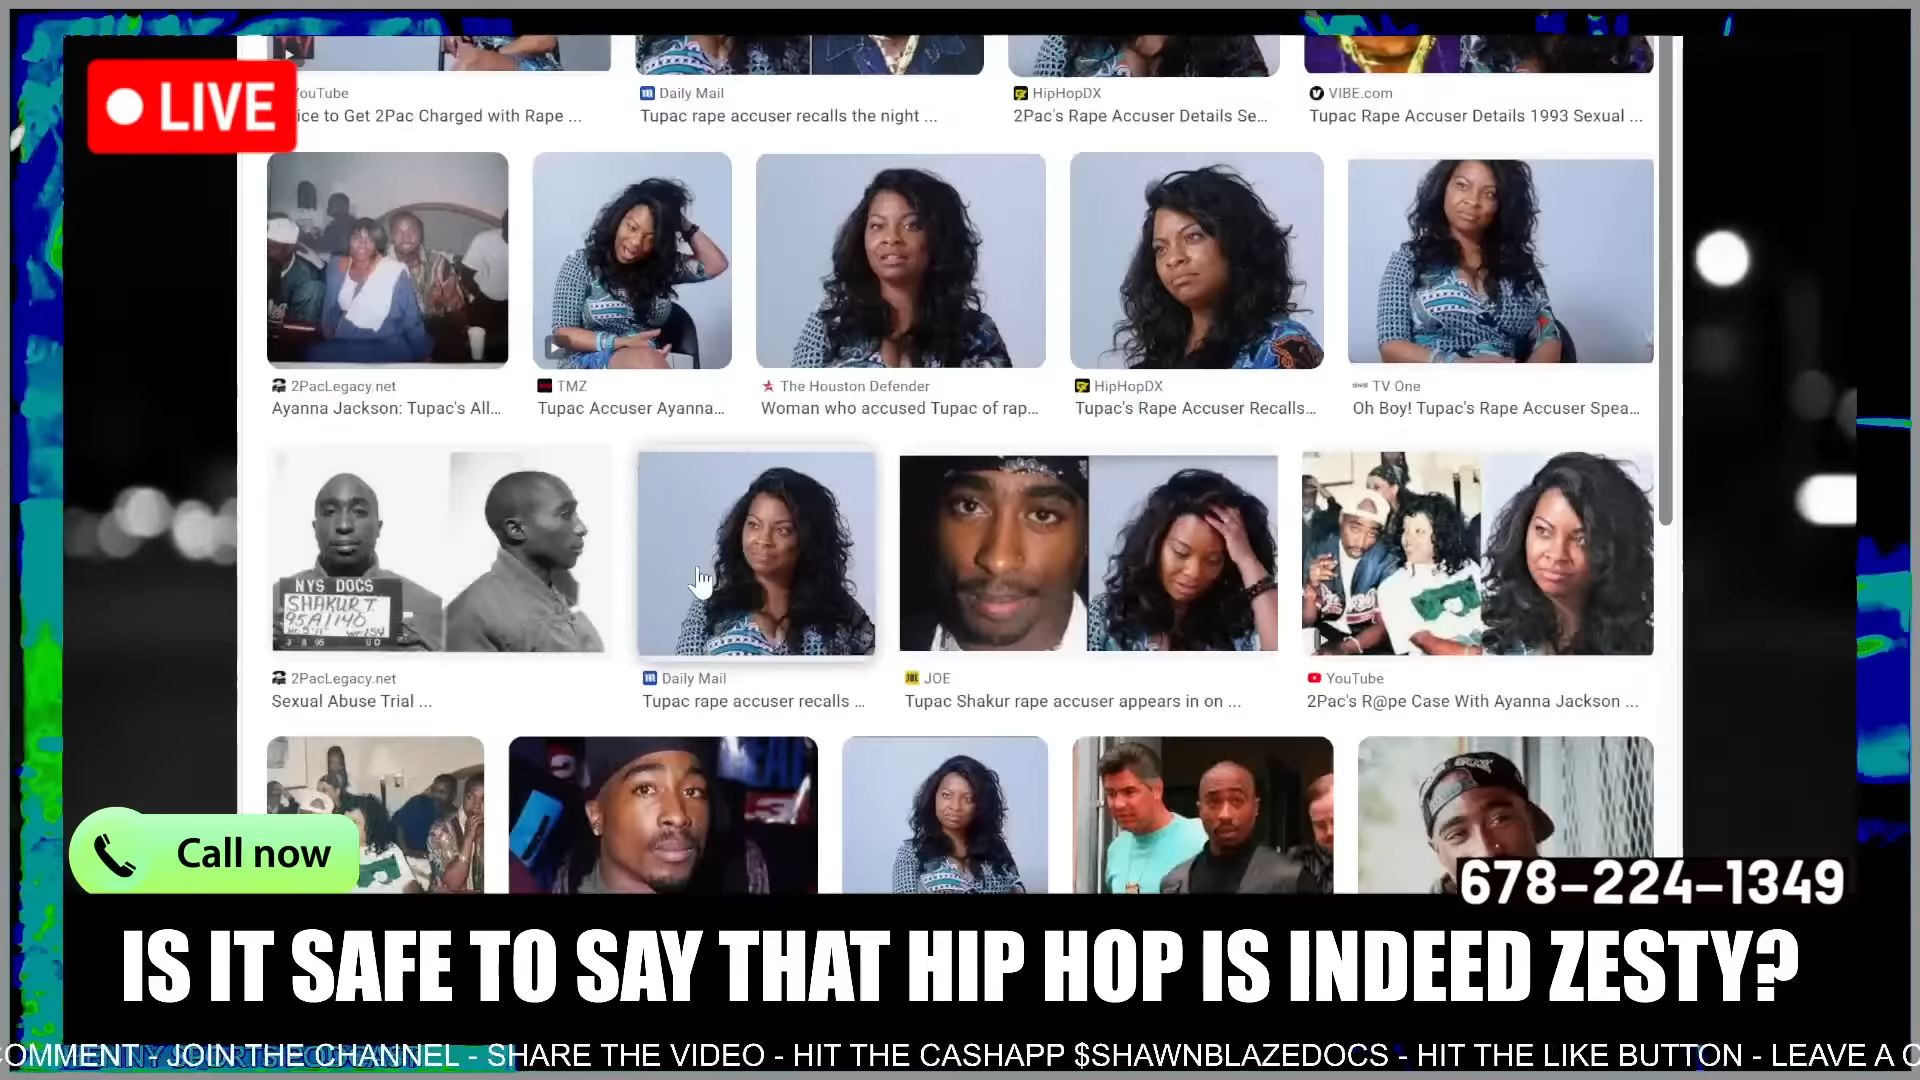 LIVE
YouTube
Daily Mail
HipHopDX
VIBE.com
ice to Get 2Pac Charged with Rape ...
Tupac rape accuser recalls the night ...
2Pac's Rape Accuser Details Se...
Tupac Rape Accuser Details 1993 Sexual ...
2PacLegacy.net
TMZ
The Houston Defender
HipHopDX
TV One
Ayanna Jackson: Tupac's All...
Tupac Accuser Ayanna...
Woman who accused Tupac of rap...
Tupac's Rape Accuser Recalls...
Oh Boy! Tupac's Rape Accuser Spea...
NYS DOCS
SHAKUR T
95A1140
3 8 95
2PacLegacy.net
Daily Mail
JOE
YouTube
Sexual Abuse Trial ...
Tupac rape accuser recalls ...
Tupac Shakur rape accuser appears in on ...
2Pac's R@pe Case With Ayanna Jackson ...
Call now
678-224-1349
IS IT SAFE TO SAY THAT HIP HOP IS INDEED ZESTY?
COMMENT - JOIN THE CHANNEL - SHARE THE VIDEO - HIT THE CASHAPP $SHAWNBLAZEDOCS - HIT THE LIKE BUTTON - LEAVE A C